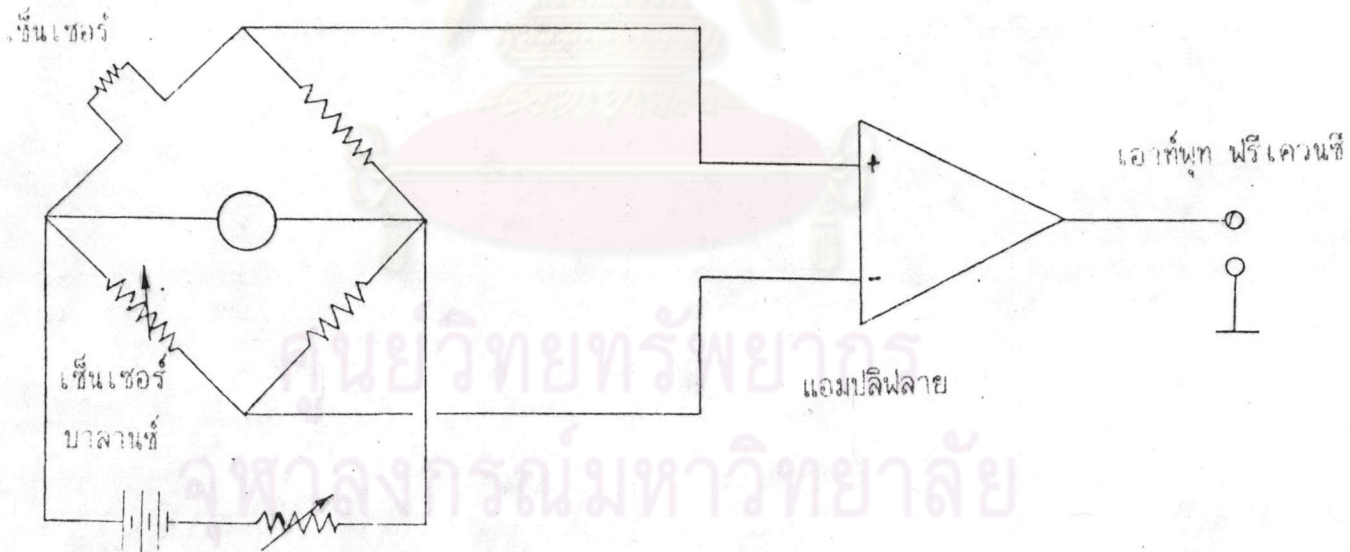 เซ็นเซอร์
เอาท์พุท ฟรีเควนซี
+
-
เซ็นเซอร์
บาลานซ์
แอมปลิฟลาย
ศูนย์วิทยทรัพยากร
จุฬาลงกรณ์มหาวิทยาลัย